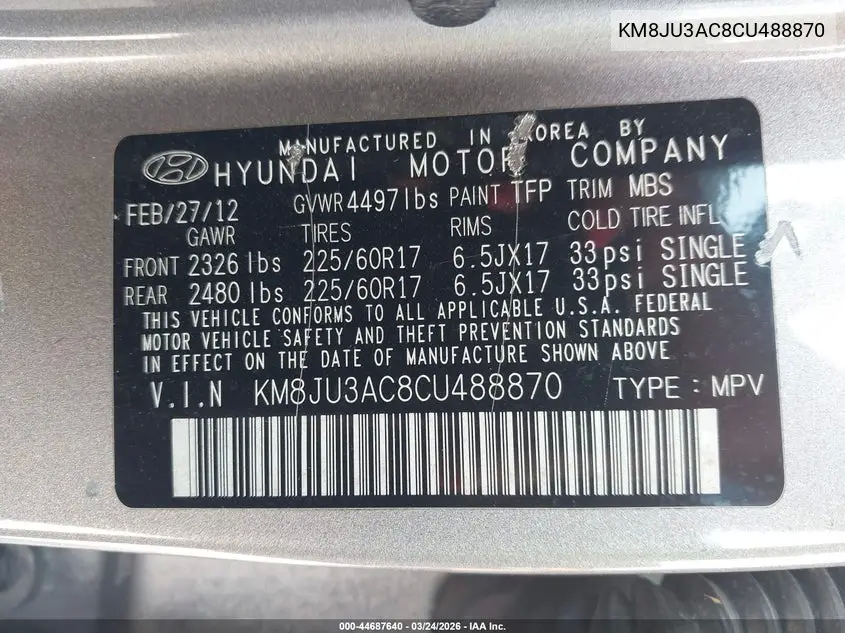 KM8JU3AC8CU488870
MANUFACTURED IN KOREA BY
HYUNDAI MOTOR COMPANY
FEB/27/12 GVWR 4497lbs PAINT TFP TRIM MBS
GAWR TIRES RIMS COLD TIRE INFL
FRONT 2326 lbs 225/60R17 6.5JX17 33psi SINGLE
REAR 2480 lbs 225/60R17 6.5JX17 33psi SINGLE
THIS VEHICLE CONFORMS TO ALL APPLICABLE U.S.A. FEDERAL
MOTOR VEHICLE SAFETY AND THEFT PREVENTION STANDARDS
IN EFFECT ON THE DATE OF MANUFACTURE SHOWN ABOVE
V.I.N KM8JU3AC8CU488870 TYPE : MPV
000-44687640 - 03/24/2026 - IAA Inc.